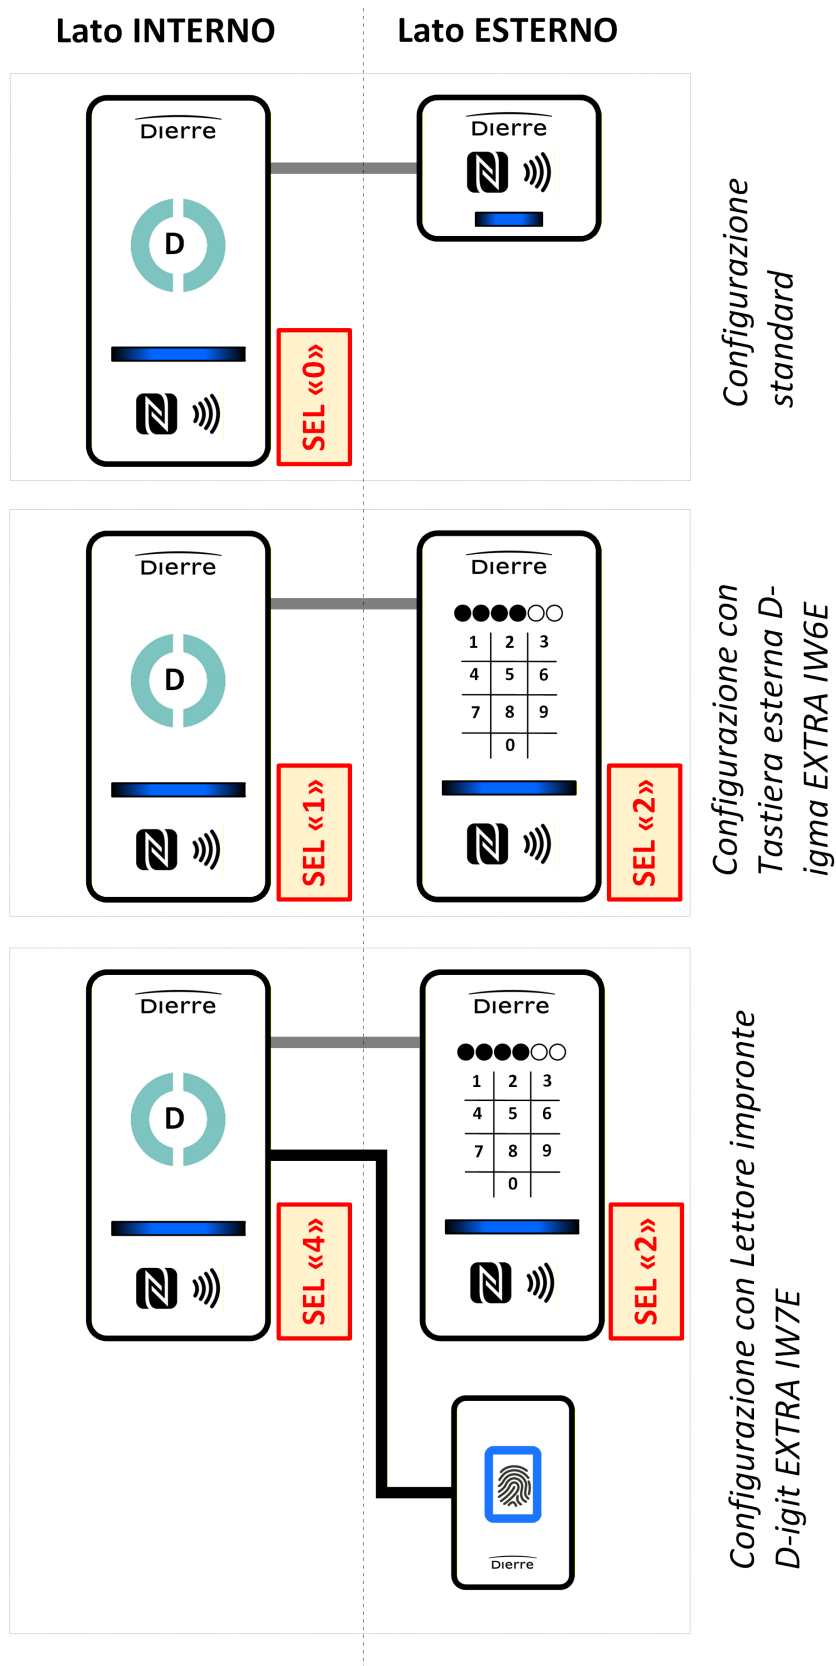 Lato INTERNO
Lato ESTERNO
Dierre
D
SEL «0»
Dierre
Configurazione
standard
Dierre
D
SEL «1»
Dierre
1 2 3
4 5 6
7 8 9
0
SEL «2»
Configurazione con
Tastiera esterna D-
igma EXTRA IW6E
Dierre
D
SEL «4»
Dierre
1 2 3
4 5 6
7 8 9
0
SEL «2»
Dierre
Configurazione con Lettore impronte
D-igit EXTRA IW7E